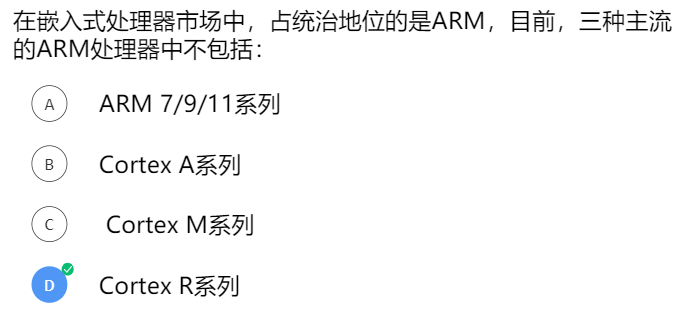 在嵌入式处理器市场中，占统治地位的是ARM，目前，三种主流
的ARM处理器中不包括：
A ARM 7/9/11系列
B Cortex A系列
C Cortex M系列
D Cortex R系列